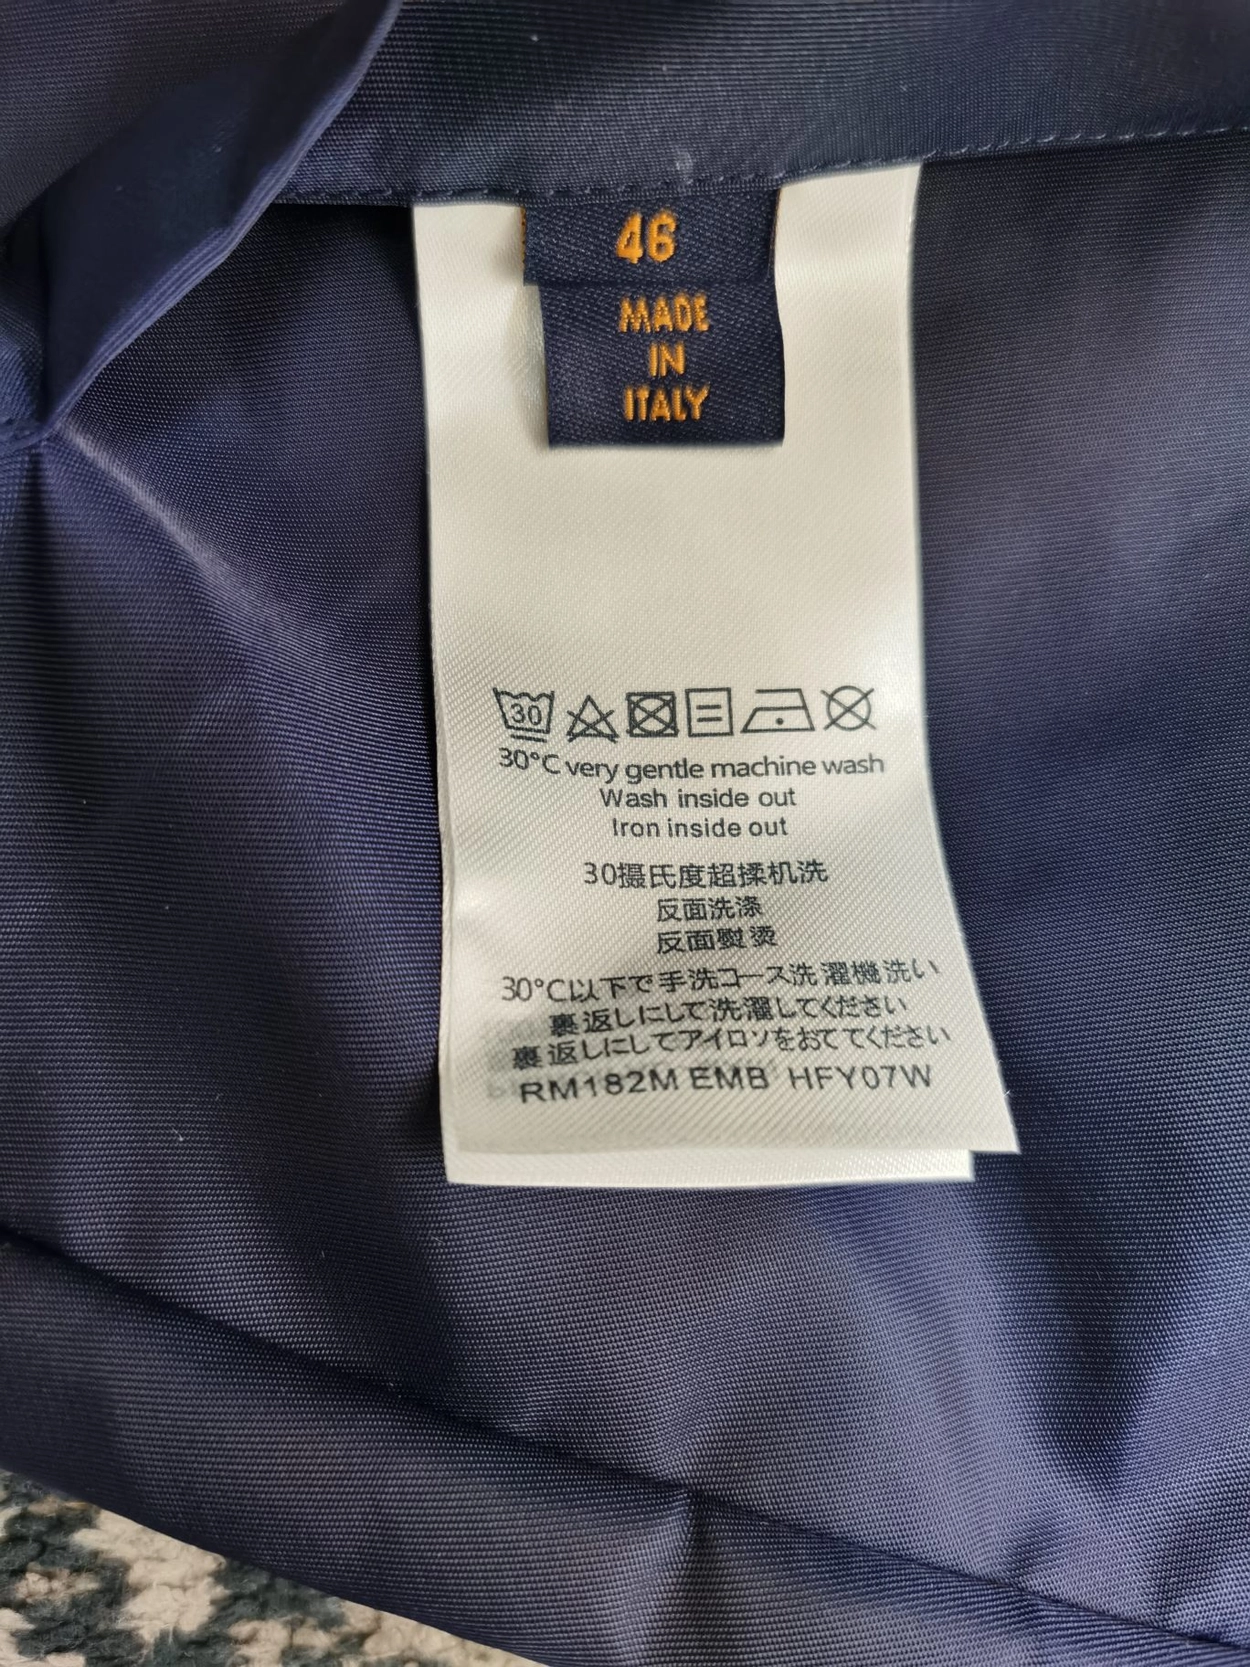 46
MADE
IN
ITALY
30
30°C very gentle machine wash
Wash inside out
Iron inside out
30摄氏度超揉机洗
反面洗涤
反面熨烫
30°C以下で手洗コース洗濯機洗い
裏返しにして洗濯してください
裏返しにしてアイロソをおててください
RM182M EMB HFY07W